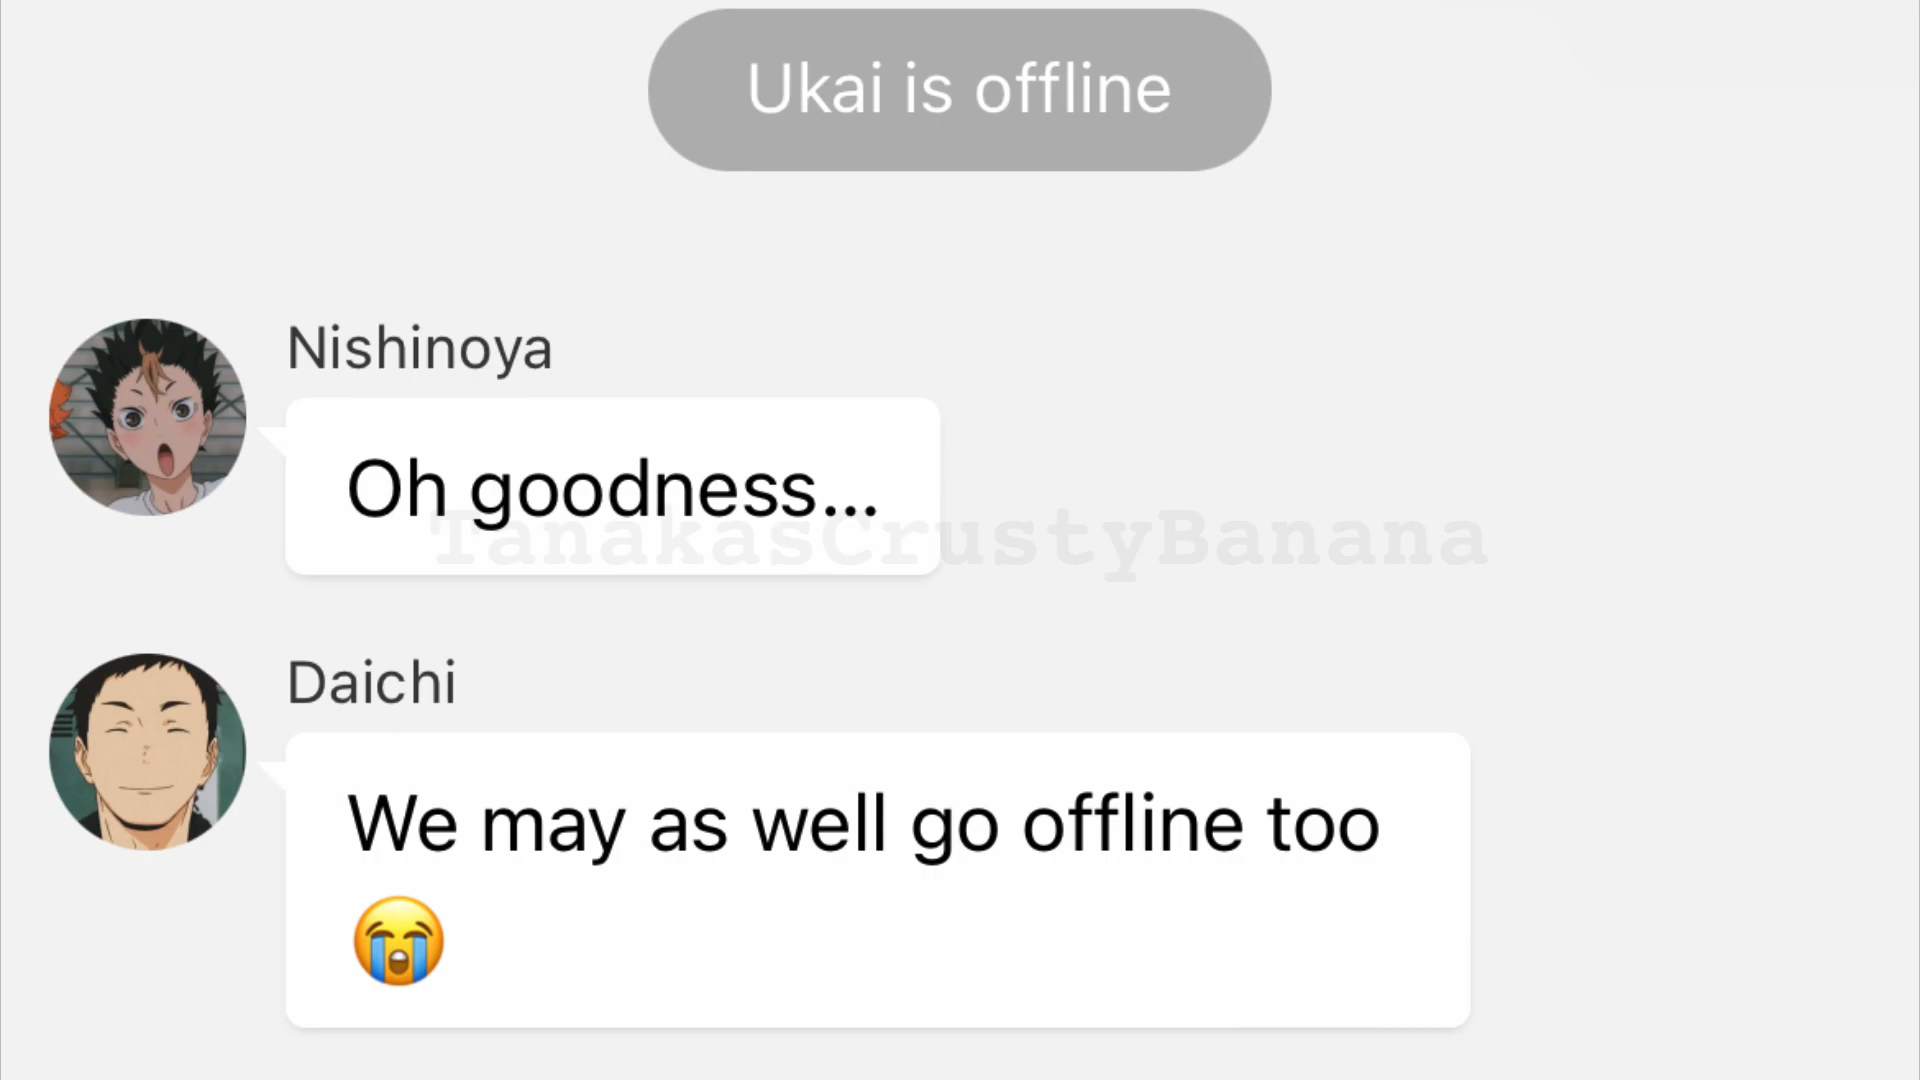 Ukai is offline
Nishinoya
Oh goodness...
TanakasCrustyBanana
Daichi
We may as well go offline too
😭